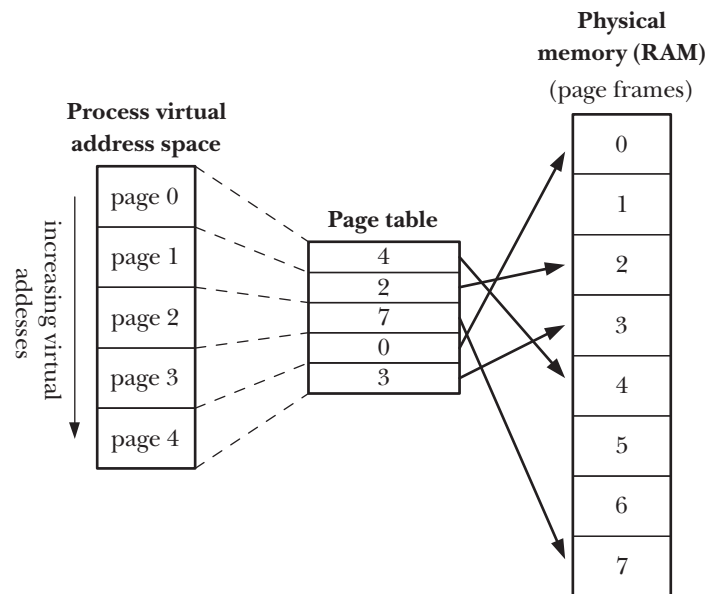 Physical
memory (RAM)
(page frames)
Process virtual
address space
increasing virtual
addesses
page 0
page 1
page 2
page 3
page 4
Page table
4
2
7
0
3
0
1
2
3
4
5
6
7